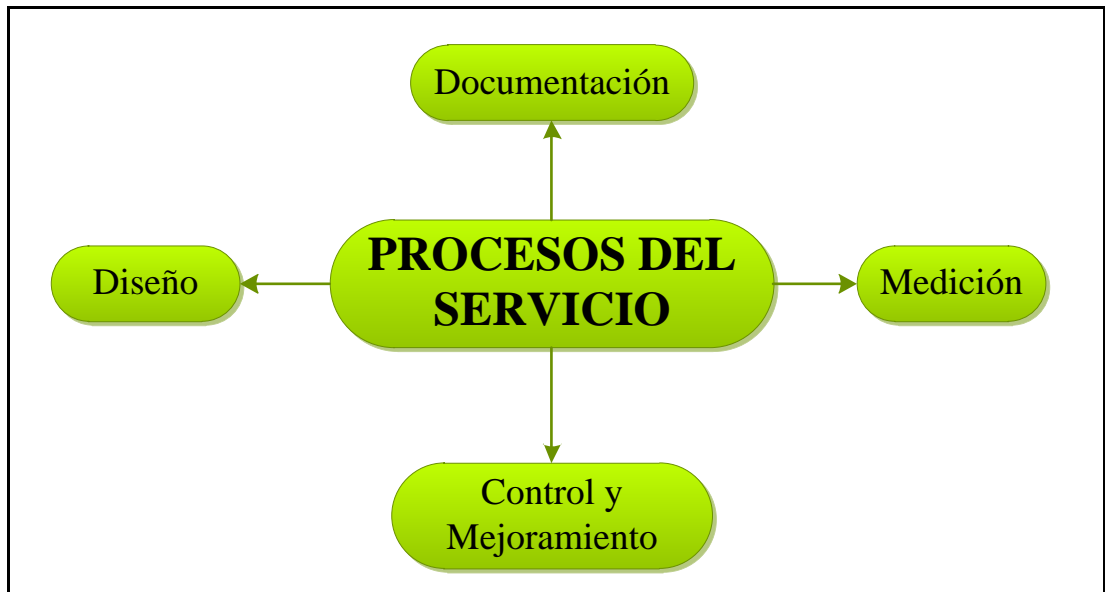 Documentación
PROCESOS DEL
SERVICIO
Diseño
Medición
Control y
Mejoramiento